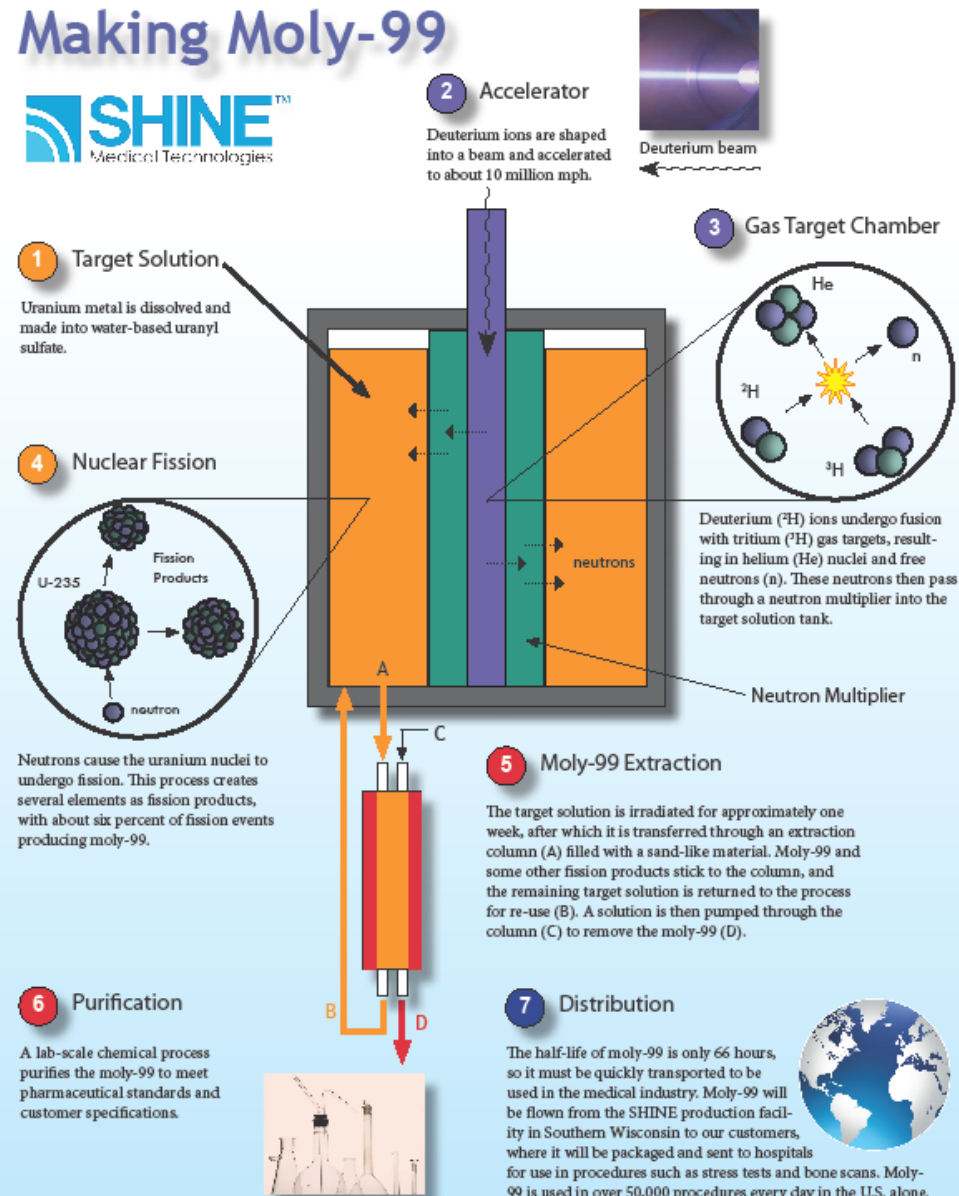 Making Moly-99
SHINE™
Medical Technologies
2 Accelerator
Deuterium ions are shaped
into a beam and accelerated
to about 10 million mph.
Deuterium beam
1 Target Solution
Uranium metal is dissolved and
made into water-based uranyl
sulfate.
3 Gas Target Chamber
He
n
²H
³H
Deuterium (²H) ions undergo fusion
with tritium (³H) gas targets, result-
ing in helium (He) nuclei and free
neutrons (n). These neutrons then pass
through a neutron multiplier into the
target solution tank.
4 Nuclear Fission
U-235
Fission
Products
neutron
Neutrons cause the uranium nuclei to
undergo fission. This process creates
several elements as fission products,
with about six percent of fission events
producing moly-99.
neutrons
Neutron Multiplier
A
C
B
D
5 Moly-99 Extraction
The target solution is irradiated for approximately one
week, after which it is transferred through an extraction
column (A) filled with a sand-like material. Moly-99 and
some other fission products stick to the column, and
the remaining target solution is returned to the process
for re-use (B). A solution is then pumped through the
column (C) to remove the moly-99 (D).
6 Purification
A lab-scale chemical process
purifies the moly-99 to meet
pharmaceutical standards and
customer specifications.
7 Distribution
The half-life of moly-99 is only 66 hours,
so it must be quickly transported to be
used in the medical industry. Moly-99 will
be flown from the SHINE production facil-
ity in Southern Wisconsin to our customers,
where it will be packaged and sent to hospitals
for use in procedures such as stress tests and bone scans. Moly-
99 is used in over 50,000 procedures every day in the U.S. alone.